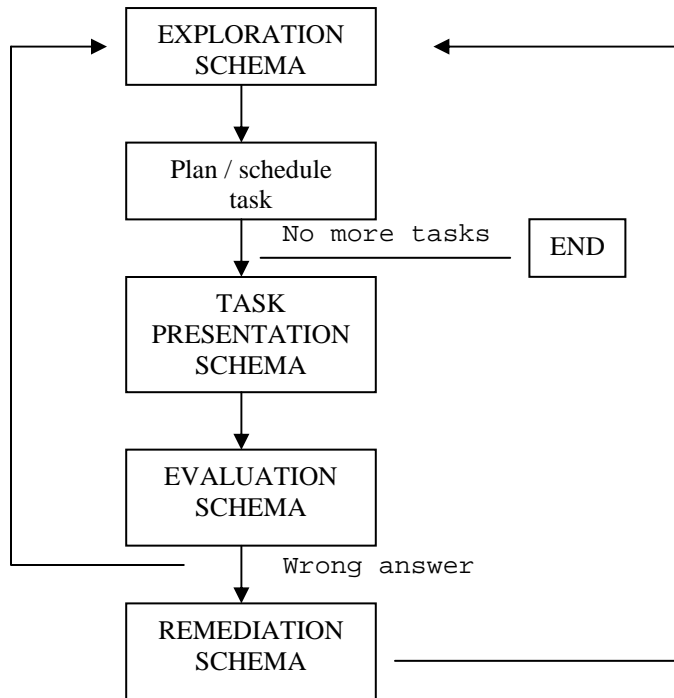 EXPLORATION
SCHEMA
Plan / schedule
task
No more tasks
END
TASK
PRESENTATION
SCHEMA
EVALUATION
SCHEMA
Wrong answer
REMEDIATION
SCHEMA